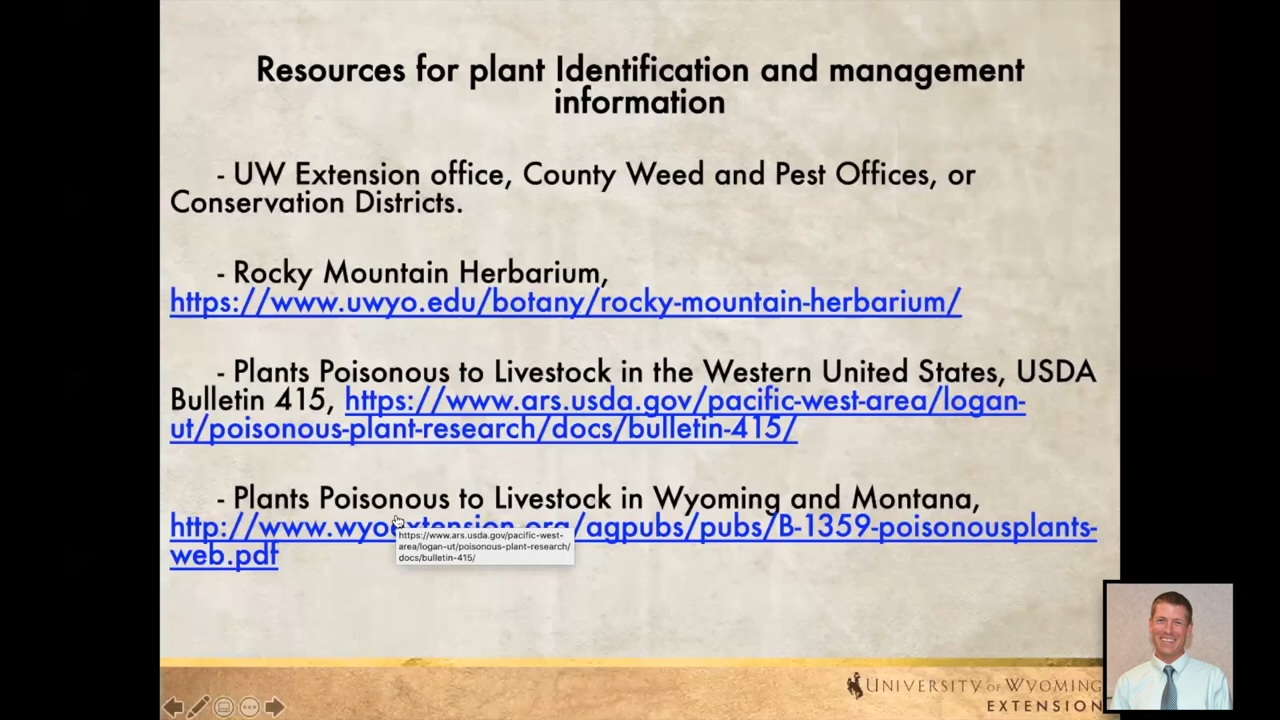 Resources for plant Identification and management
information
- UW Extension office, County Weed and Pest Offices, or
Conservation Districts.
- Rocky Mountain Herbarium,
https://www.uwyo.edu/botany/rocky-mountain-herbarium/
- Plants Poisonous to Livestock in the Western United States, USDA
Bulletin 415, https://www.ars.usda.gov/pacific-west-area/logan-
ut/poisonous-plant-research/docs/bulletin-415/
- Plants Poisonous to Livestock in Wyoming and Montana,
http://www.wyoextension.org/agpubs/pubs/B-1359-poisonousplants-
web.pdf
https://www.ars.usda.gov/pacific-west-
area/logan-ut/poisonous-plant-research/
docs/bulletin-415/
UNIVERSITY OF WYOMING
EXTENSION